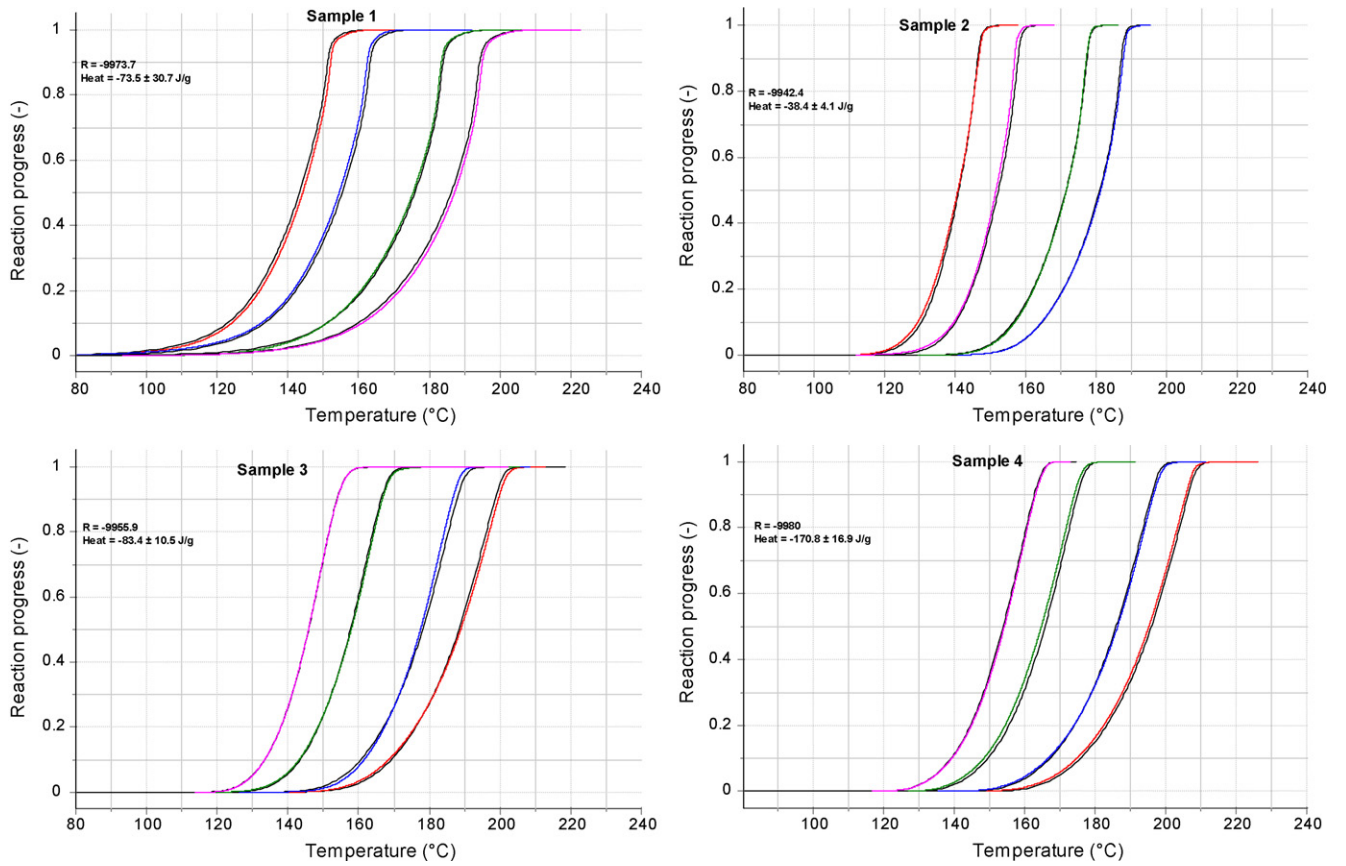 Sample 1
R = -9973.7
Heat = -73.5 ± 30.7 J/g
Reaction progress (-)
1
0.8
0.6
0.4
0.2
0
80 100 120 140 160 180 200 220 240
Temperature (°C)
Sample 2
R = -9942.4
Heat = -38.4 ± 4.1 J/g
Reaction progress (-)
1
0.8
0.6
0.4
0.2
0
80 100 120 140 160 180 200 220 240
Temperature (°C)
Sample 3
R = -9955.9
Heat = -83.4 ± 10.5 J/g
Reaction progress (-)
1
0.8
0.6
0.4
0.2
0
80 100 120 140 160 180 200 220 240
Temperature (°C)
Sample 4
R = -9980
Heat = -170.8 ± 16.9 J/g
Reaction progress (-)
1
0.8
0.6
0.4
0.2
0
80 100 120 140 160 180 200 220 240
Temperature (°C)